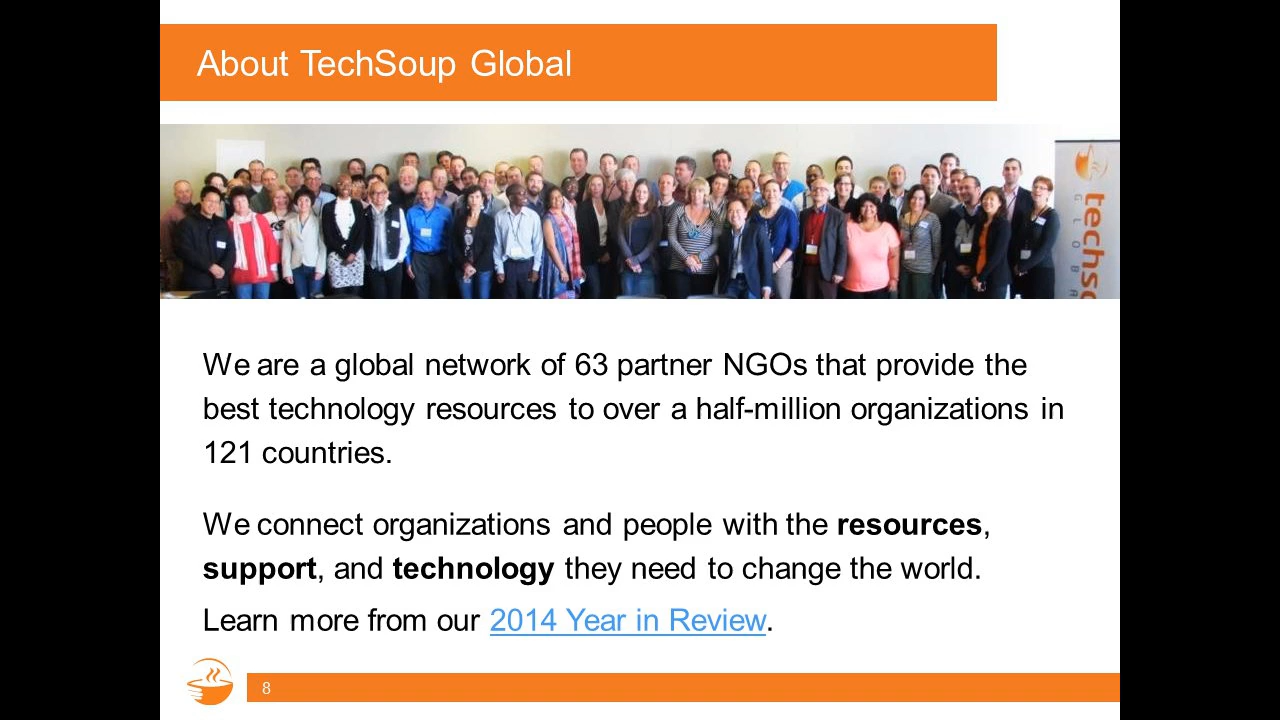 About TechSoup Global
techso
GLOBA
We are a global network of 63 partner NGOs that provide the
best technology resources to over a half-million organizations in
121 countries.
We connect organizations and people with the resources,
support, and technology they need to change the world.
Learn more from our 2014 Year in Review.
8